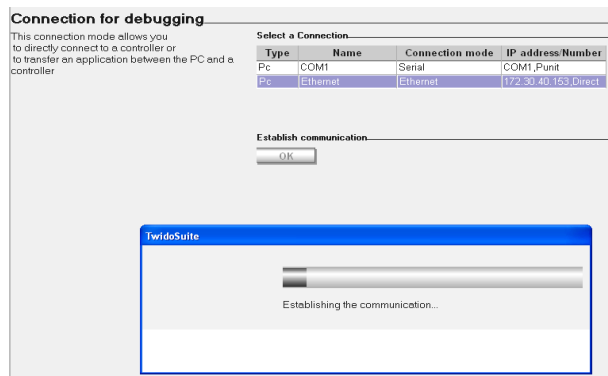 Connection for debugging
This connection mode allows you
to directly connect to a controller or
to transfer an application between the PC and a
controller
Select a Connection
Type Name Connection mode IP address/Number
Pc COM1 Serial COM1,Punit
Pc Ethernet Ethernet 172.30.40.153,Direct
Establish communication
OK
TwidoSuite
Establishing the communication...